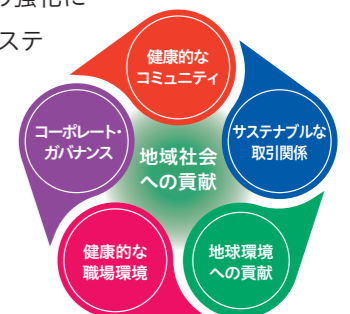 の強化に
ステ
健康的な
コミュニティ
コーポレート・
ガバナンス
地域社会
への貢献
サステナブルな
取引関係
健康的な
職場環境
地球環境
への貢献